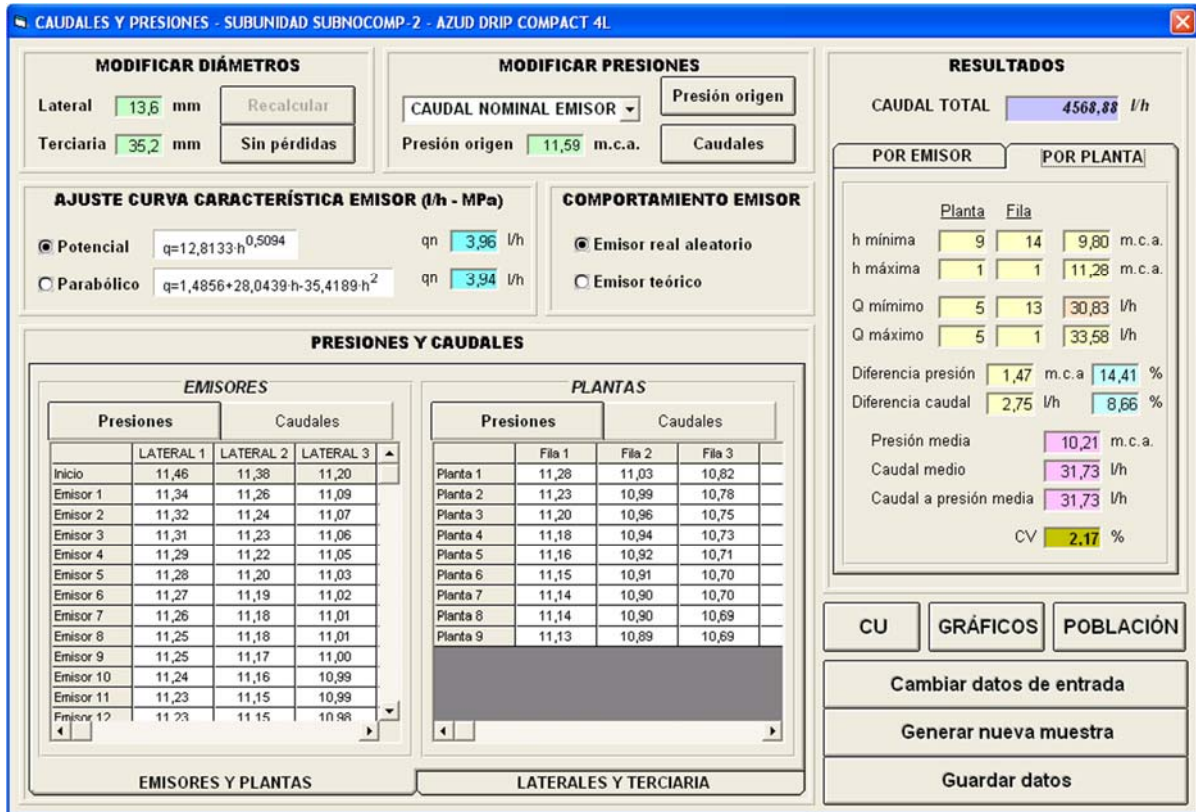 CAUDALES Y PRESIONES - SUBUNIDAD SUBNOCOMP-2 - AZUD DRIP COMPACT 4L
MODIFICAR DIÁMETROS
Lateral 13,6 mm Recalcular
Terciaria 35,2 mm Sin pérdidas
MODIFICAR PRESIONES
CAUDAL NOMINAL EMISOR Presión origen
Presión origen 11,59 m.c.a. Caudales
AJUSTE CURVA CARACTERÍSTICA EMISOR (l/h - MPa)
Potencial q=12,8133·h^0,5094 qn 3,96 l/h
Parabólico q=1,4856+28,0439·h-35,4189·h^2 qn 3,94 l/h
COMPORTAMIENTO EMISOR
Emisor real aleatorio
Emisor teórico
PRESIONES Y CAUDALES
EMISORES
Presiones Caudales
LATERAL 1 LATERAL 2 LATERAL 3
Inicio 11,46 11,38 11,20
Emisor 1 11,34 11,26 11,09
Emisor 2 11,32 11,24 11,07
Emisor 3 11,31 11,23 11,06
Emisor 4 11,29 11,22 11,05
Emisor 5 11,28 11,20 11,03
Emisor 6 11,27 11,19 11,02
Emisor 7 11,26 11,18 11,01
Emisor 8 11,25 11,18 11,01
Emisor 9 11,25 11,17 11,00
Emisor 10 11,24 11,16 10,99
Emisor 11 11,23 11,15 10,99
Emisor 12 11,23 11,15 10,98
PLANTAS
Presiones Caudales
Fila 1 Fila 2 Fila 3
Planta 1 11,28 11,03 10,82
Planta 2 11,23 10,99 10,78
Planta 3 11,20 10,96 10,75
Planta 4 11,18 10,94 10,73
Planta 5 11,16 10,92 10,71
Planta 6 11,15 10,91 10,70
Planta 7 11,14 10,90 10,70
Planta 8 11,14 10,90 10,69
Planta 9 11,13 10,89 10,69
EMISORES Y PLANTAS LATERALES Y TERCIARIA
RESULTADOS
CAUDAL TOTAL 4568,88 l/h
POR EMISOR POR PLANTA
Planta Fila
h mínima 9 14 9,80 m.c.a.
h máxima 1 1 11,28 m.c.a.
Q mímimo 5 13 30,83 l/h
Q máximo 5 1 33,58 l/h
Diferencia presión 1,47 m.c.a 14,41 %
Diferencia caudal 2,75 l/h 8,66 %
Presión media 10,21 m.c.a.
Caudal medio 31,73 l/h
Caudal a presión media 31,73 l/h
CV 2,17 %
CU GRÁFICOS POBLACIÓN
Cambiar datos de entrada
Generar nueva muestra
Guardar datos